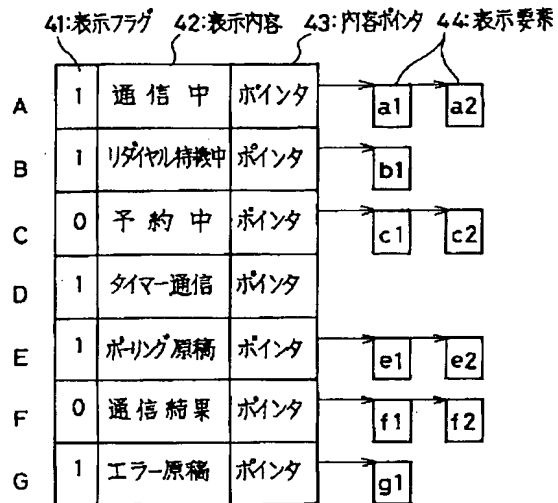 41:表示フラグ 42:表示内容 43:内容ポインタ 44:表示要素
A 1 通信中 ポインタ a1 a2
B 1 リダイヤル待機中 ポインタ b1
C 0 予約中 ポインタ c1 c2
D 1 タイマー通信 ポインタ
E 1 ポーリング原稿 ポインタ e1 e2
F 0 通信結果 ポインタ f1 f2
G 1 エラー原稿 ポインタ g1